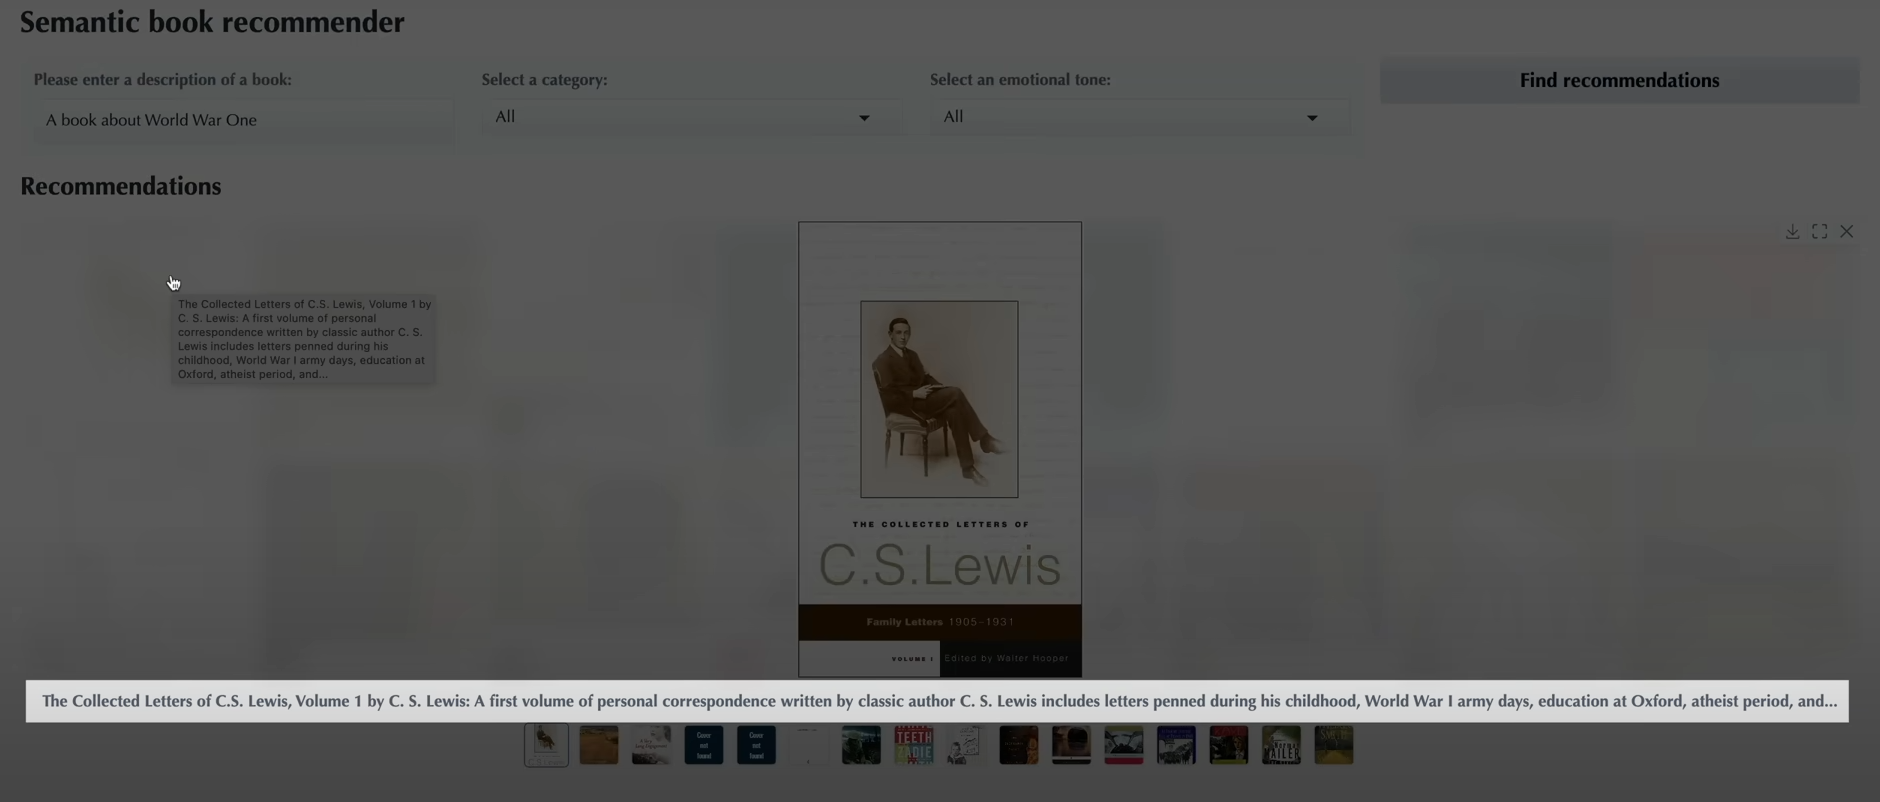 Semantic book recommender
Please enter a description of a book:
Select a category:
Select an emotional tone:
Find recommendations
A book about World War One
All
All
Recommendations
The Collected Letters of C.S. Lewis, Volume 1 by
C. S. Lewis: A first volume of personal
correspondence written by classic author C. S.
Lewis includes letters penned during his
childhood, World War I army days, education at
Oxford, atheist period, and...
THE COLLECTED LETTERS OF
C.S.Lewis
Family Letters 1905-1931
VOLUME I
Edited by Walter Hooper
The Collected Letters of C.S. Lewis, Volume 1 by C. S. Lewis: A first volume of personal correspondence written by classic author C. S. Lewis includes letters penned during his childhood, World War I army days, education at Oxford, atheist period, and...
C.S.Lewis
Cover
not
found
Cover
not
found
TEETH
MAILER